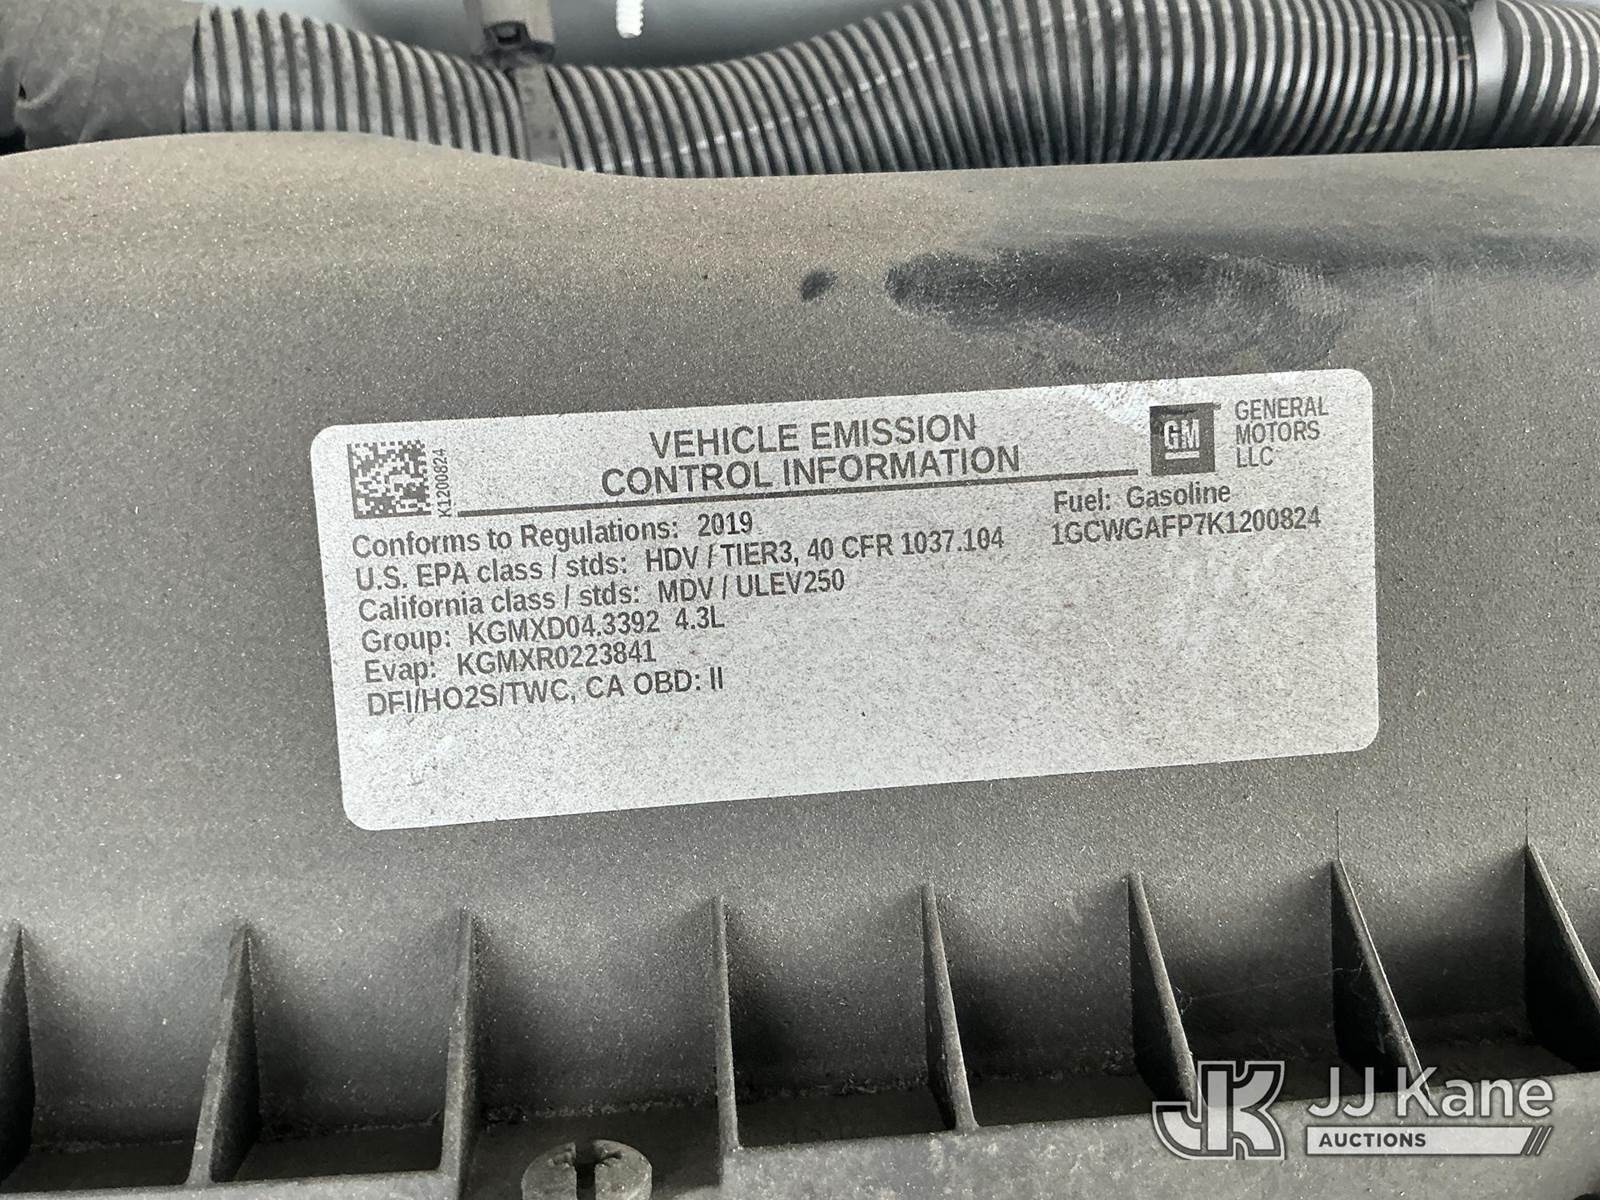 VEHICLE EMISSION
CONTROL INFORMATION
GM
GENERAL
MOTORS
LLC
K1200824
Conforms to Regulations: 2019
U.S. EPA class / stds: HDV / TIER3, 40 CFR 1037.104
California class / stds: MDV / ULEV250
Group: KGMXD04.3392 4.3L
Evap: KGMXR0223841
DFI/HO2S/TWC, CA OBD: II
Fuel: Gasoline
1GCWGAFP7K1200824
JK
JJ Kane
AUCTIONS